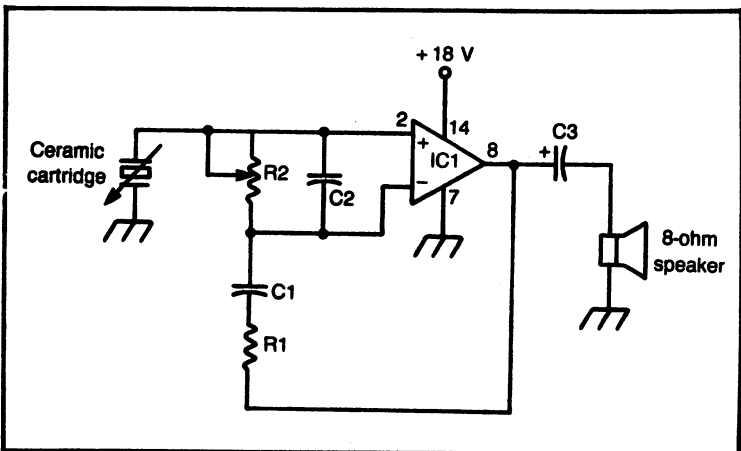 + 18 V
2
14
C3
Ceramic
cartridge
+
IC1
8
+
R2
−
C2
7
8-ohm
speaker
C1
R1